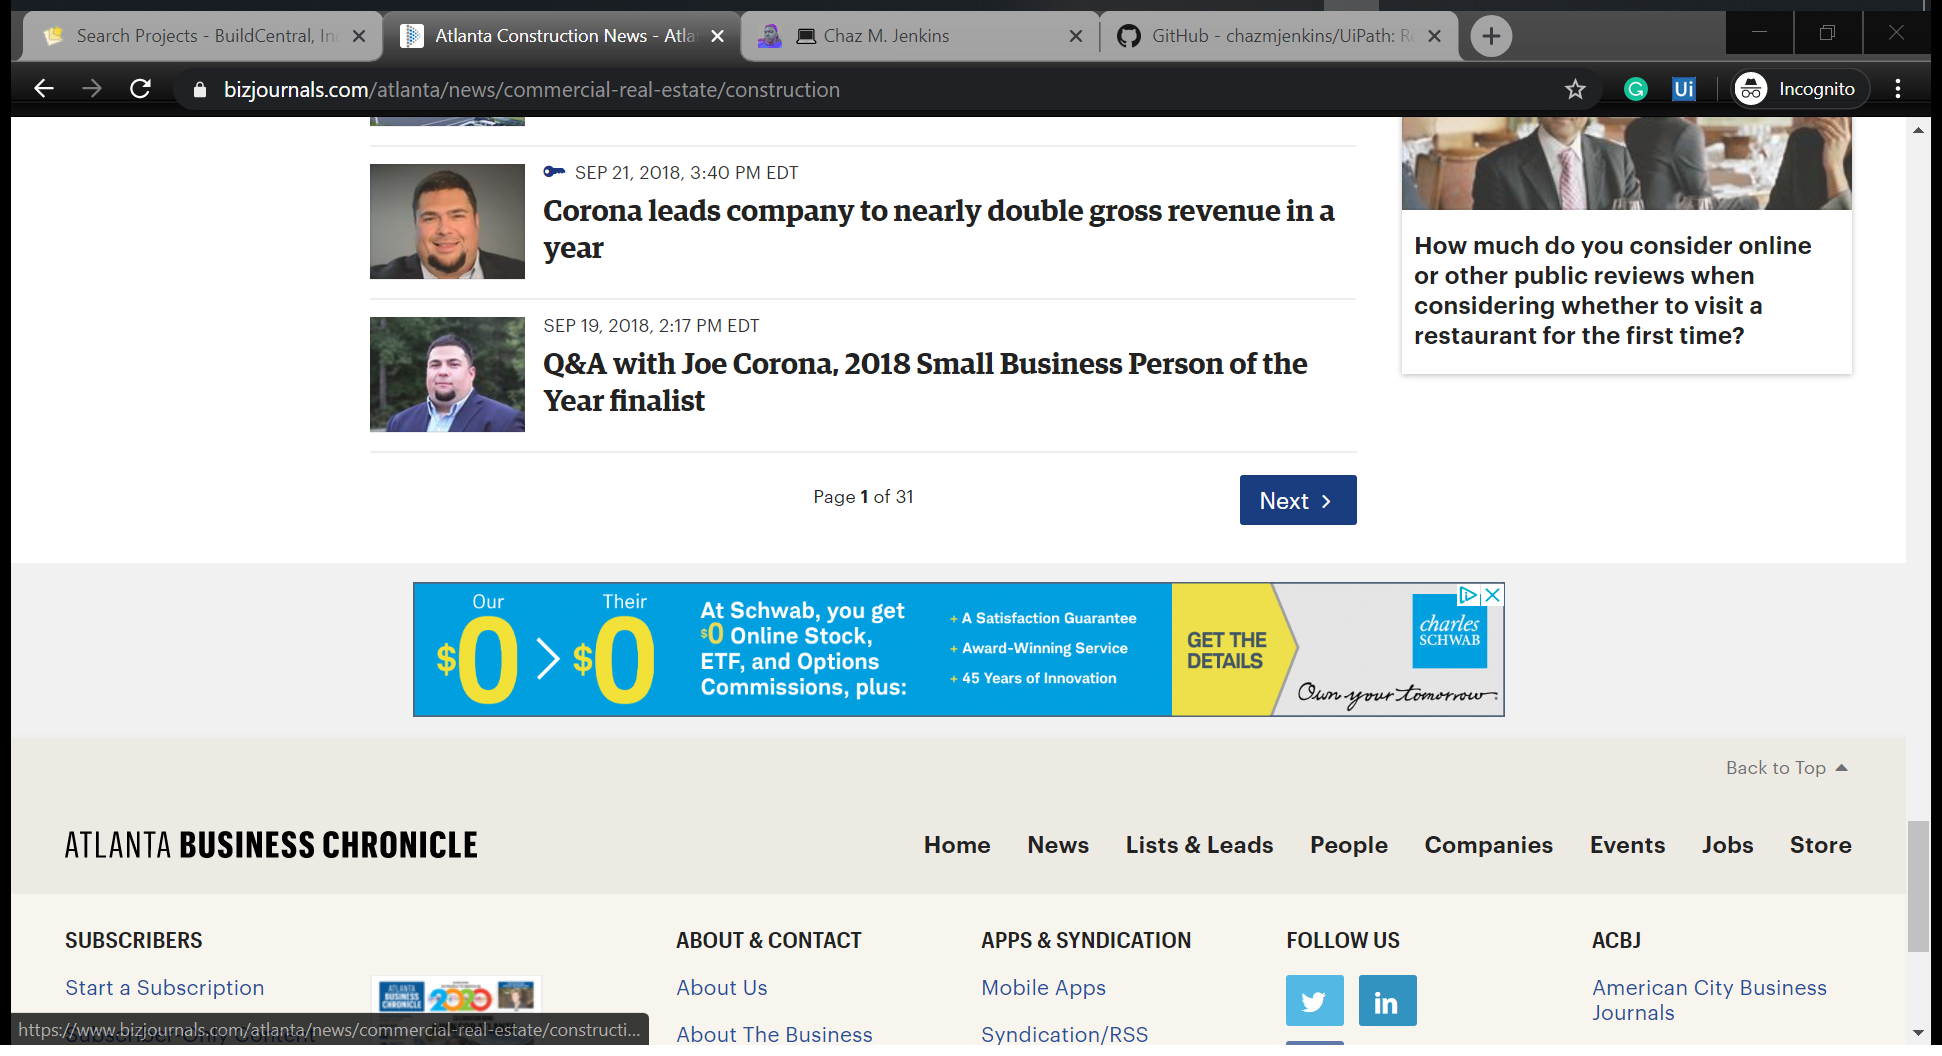 Search Projects - BuildCentral, In
Atlanta Construction News - Atla
Chaz M. Jenkins
GitHub - chazmjenkins/UiPath: R
bizjournals.com/atlanta/news/commercial-real-estate/construction
Ui
Incognito
SEP 21, 2018, 3:40 PM EDT
Corona leads company to nearly double gross revenue in a
year
SEP 19, 2018, 2:17 PM EDT
Q&A with Joe Corona, 2018 Small Business Person of the
Year finalist
How much do you consider online
or other public reviews when
considering whether to visit a
restaurant for the first time?
Page 1 of 31
Next
Our
Their
$0 > $0
At Schwab, you get
$0 Online Stock,
ETF, and Options
Commissions, plus:
+ A Satisfaction Guarantee
+ Award-Winning Service
+ 45 Years of Innovation
GET THE
DETAILS
charles
SCHWAB
Own your tomorrow.
Back to Top
ATLANTA BUSINESS CHRONICLE
Home News Lists & Leads People Companies Events Jobs Store
SUBSCRIBERS
Start a Subscription
Subscriber-Only Content
ATLANTA
BUSINESS
CHRONICLE
2020
ABOUT & CONTACT
About Us
About The Business
APPS & SYNDICATION
Mobile Apps
Syndication/RSS
FOLLOW US
in
ACBJ
American City Business
Journals
https://www.bizjournals.com/atlanta/news/commercial-real-estate/constructi...